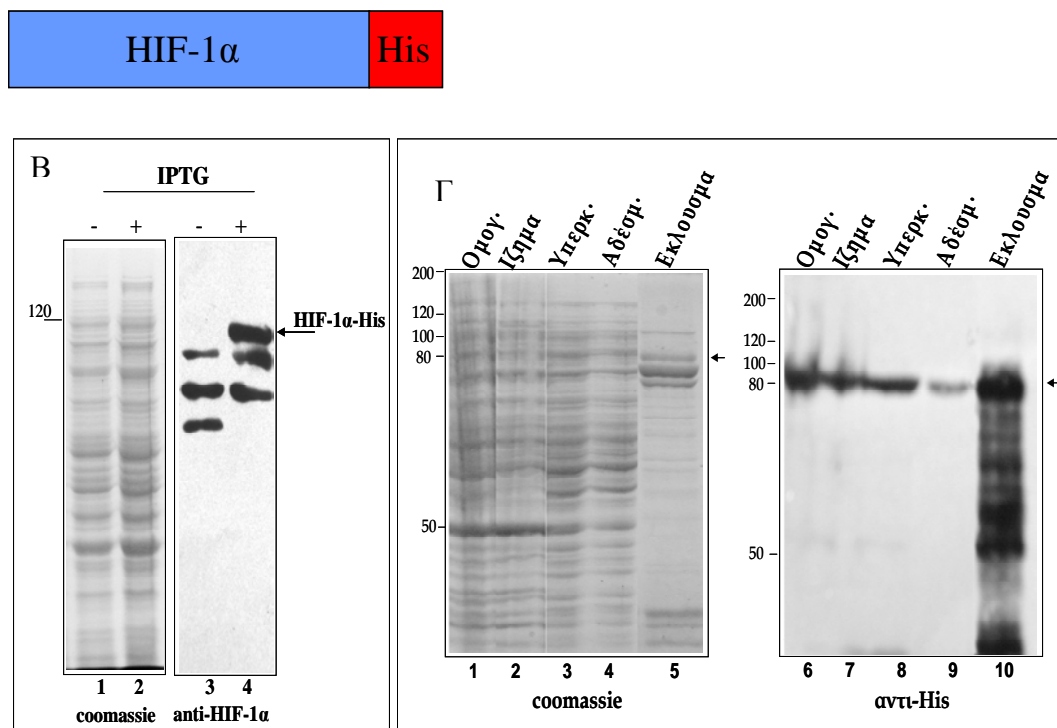 HIF-1α His
Β
IPTG
- +
- +
120
HIF-1α-His
1 2
3 4
coomassie
anti-HIF-1α
Γ
Ομογ·
Ιζημα
Υπερκ·
Αδέσμ·
Εκλουσμα
200
120
100
80
50
1 2 3 4 5
coomassie
Ομογ·
Ιζημα
Υπερκ·
Αδέσμ·
Εκλουσμα
200
120
100
80
50
6 7 8 9 10
αντι-His